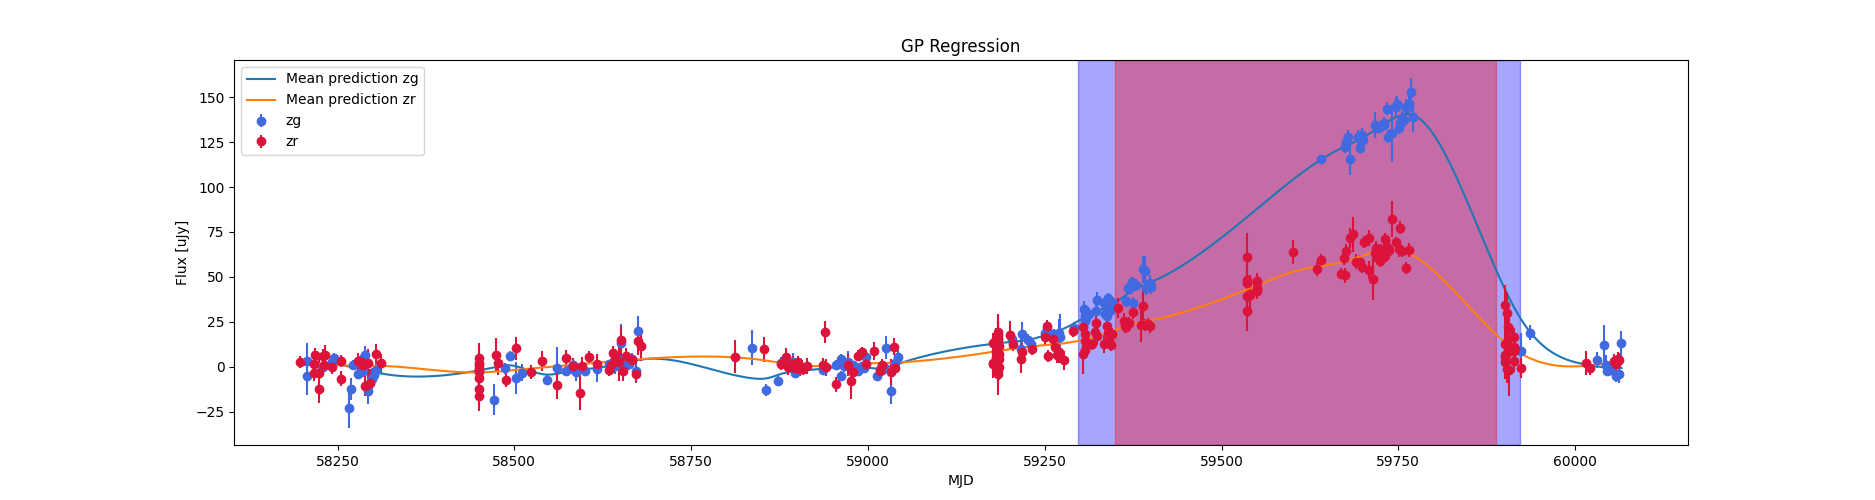 GP Regression
Mean prediction zg
Mean prediction zr
zg
zr
Flux [uJy]
150
125
100
75
50
25
0
−25
58250 58500 58750 59000 59250 59500 59750 60000
MJD